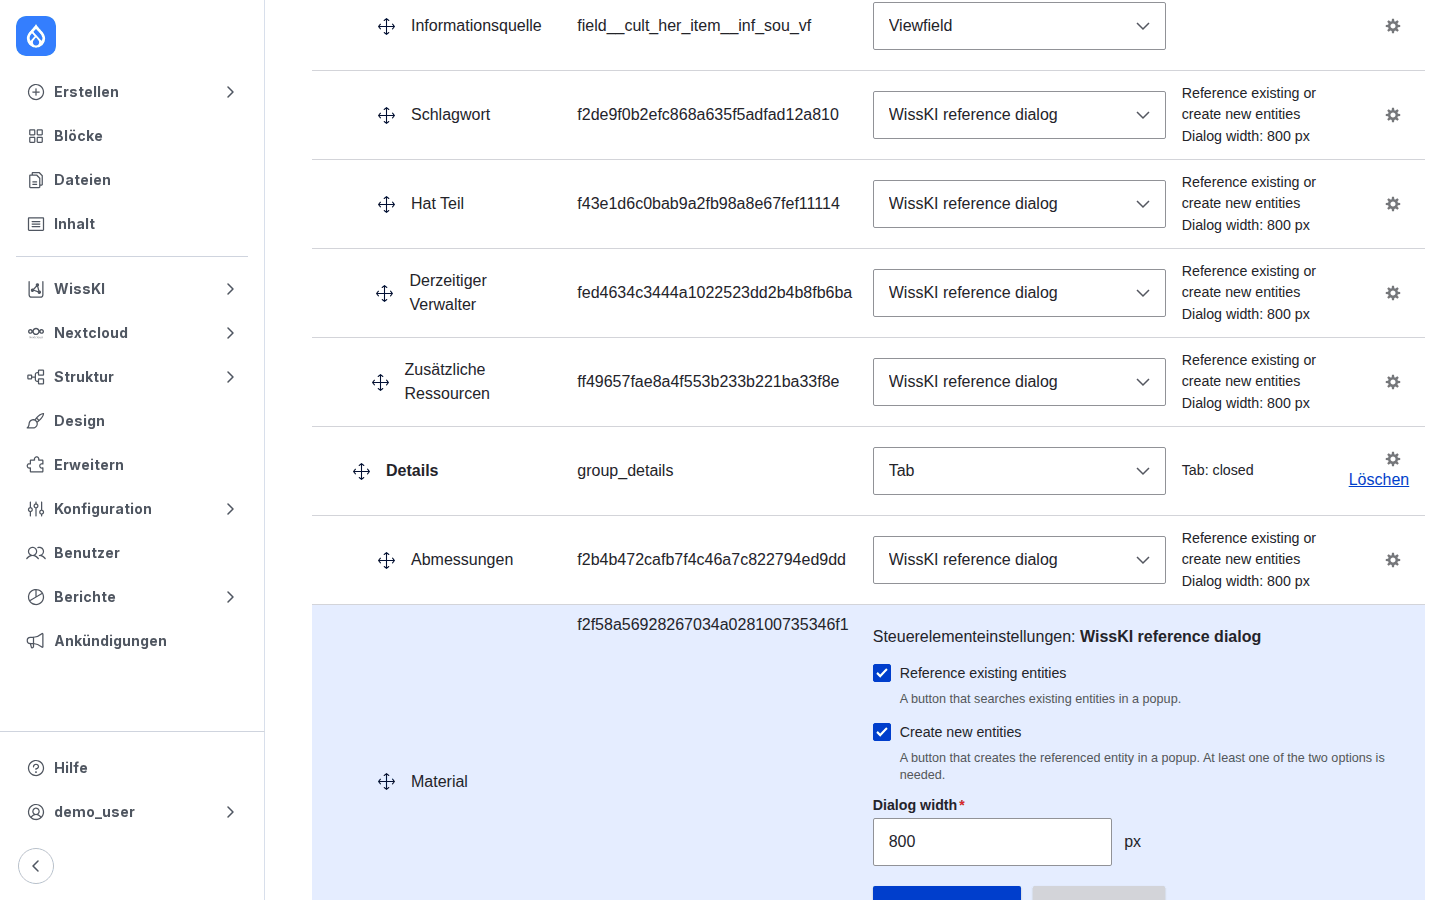 Erstellen
Blöcke
Dateien
Inhalt
WissKI
Nextcloud
Struktur
Design
Erweitern
Konfiguration
Benutzer
Berichte
Ankündigungen
Hilfe
demo_user
Informationsquelle field__cult_her_item__inf_sou_vf Viewfield
Schlagwort f2de9f0b2efc868a635f5adfad12a810 WissKI reference dialog
Reference existing or
create new entities
Dialog width: 800 px
Hat Teil f43e1d6c0bab9a2fb98a8e67fef11114 WissKI reference dialog
Reference existing or
create new entities
Dialog width: 800 px
Derzeitiger
Verwalter
fed4634c3444a1022523dd2b4b8fb6ba WissKI reference dialog
Reference existing or
create new entities
Dialog width: 800 px
Zusätzliche
Ressourcen
ff49657fae8a4f553b233b221ba33f8e WissKI reference dialog
Reference existing or
create new entities
Dialog width: 800 px
Details group_details Tab Tab: closed
Löschen
Abmessungen f2b4b472cafb7f4c46a7c822794ed9dd WissKI reference dialog
Reference existing or
create new entities
Dialog width: 800 px
Material
f2f58a56928267034a028100735346f1
Steuerelementeinstellungen: WissKI reference dialog
Reference existing entities
A button that searches existing entities in a popup.
Create new entities
A button that creates the referenced entity in a popup. At least one of the two options is
needed.
Dialog width*
800 px